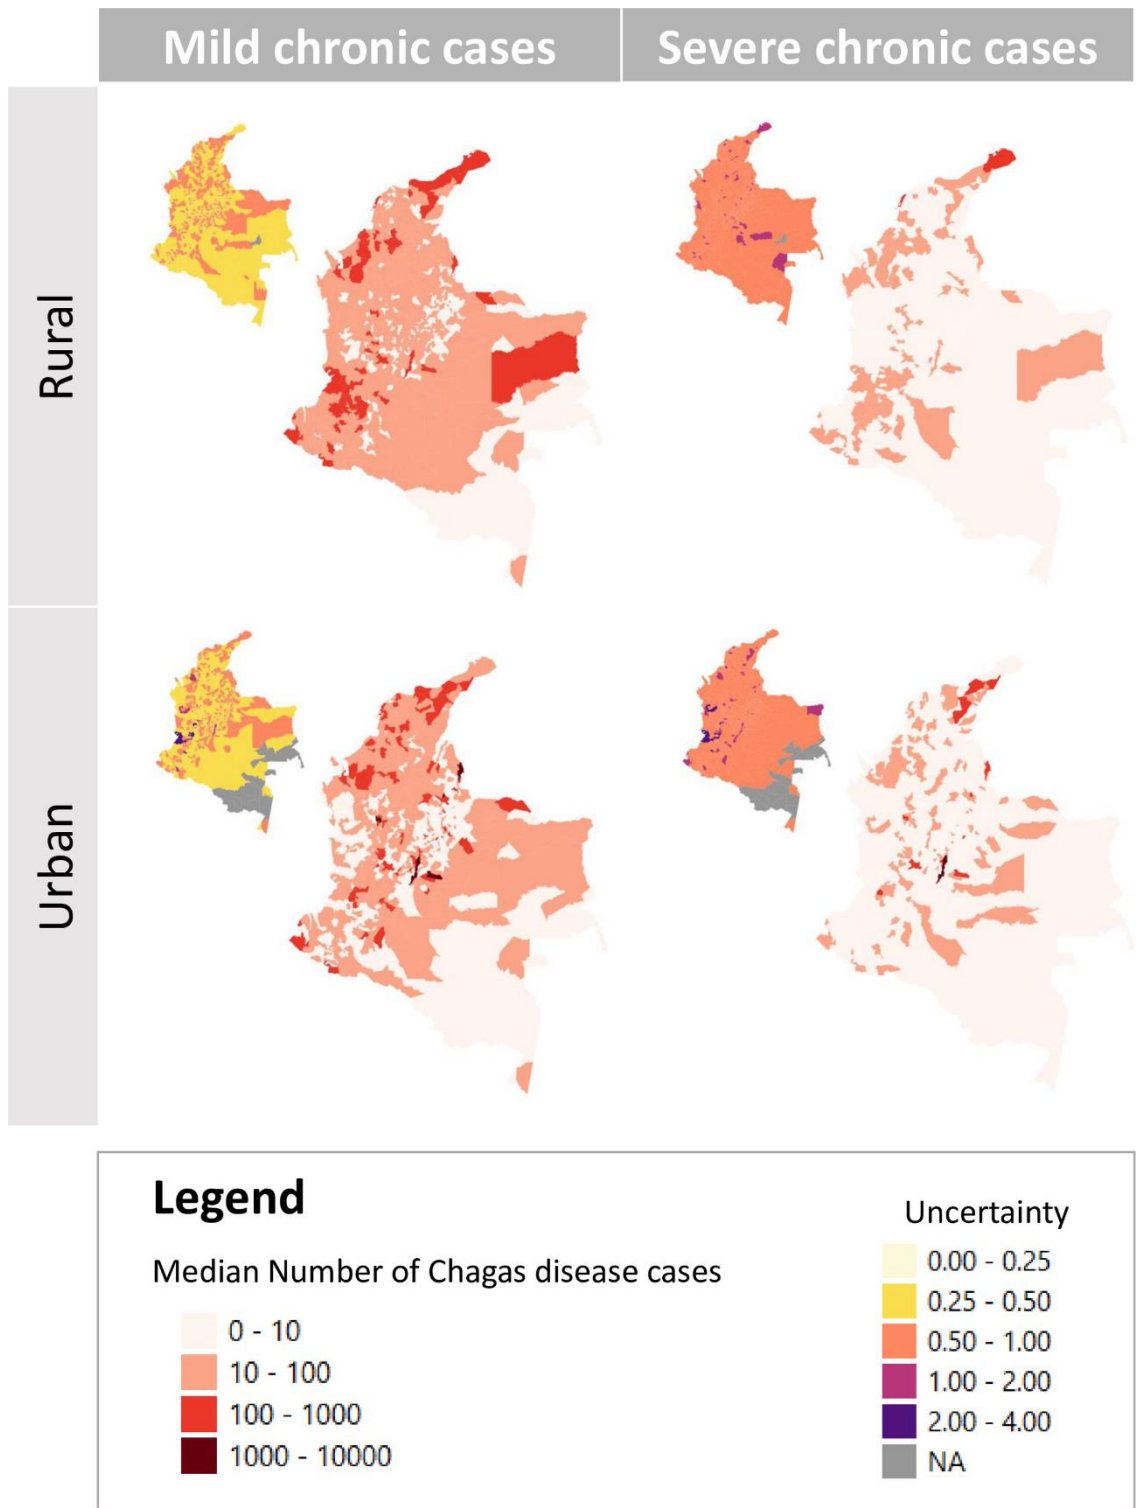 Mild chronic cases
Severe chronic cases
Rural
Urban
Legend
Median Number of Chagas disease cases
0 - 10
10 - 100
100 - 1000
1000 - 10000
Uncertainty
0.00 - 0.25
0.25 - 0.50
0.50 - 1.00
1.00 - 2.00
2.00 - 4.00
NA